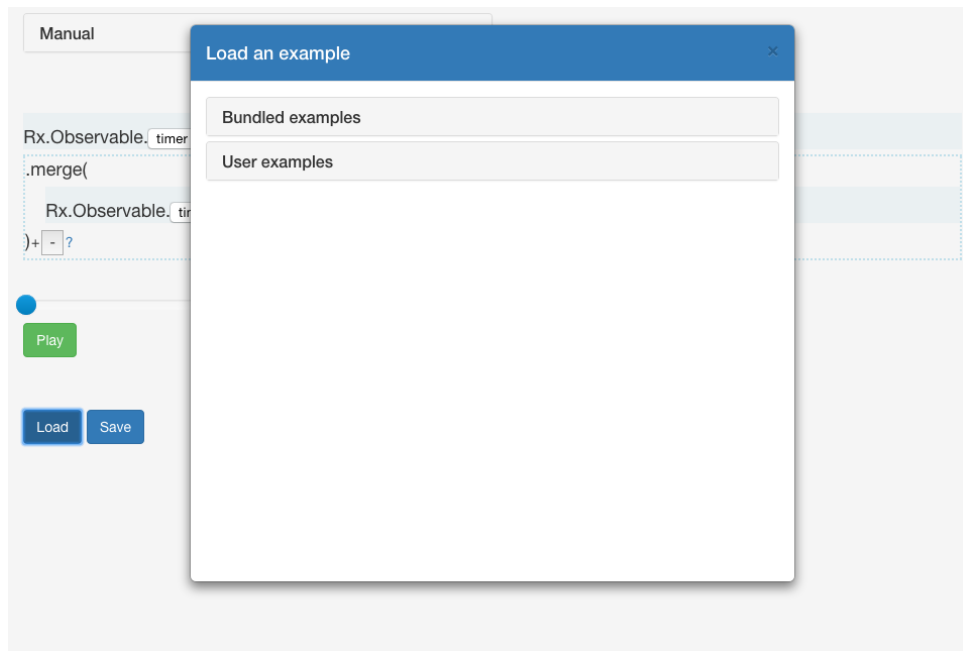 Manual
Load an example ×
Bundled examples
User examples
Rx.Observable. timer
.merge(
Rx.Observable.
)+ - ?
Play
Load Save